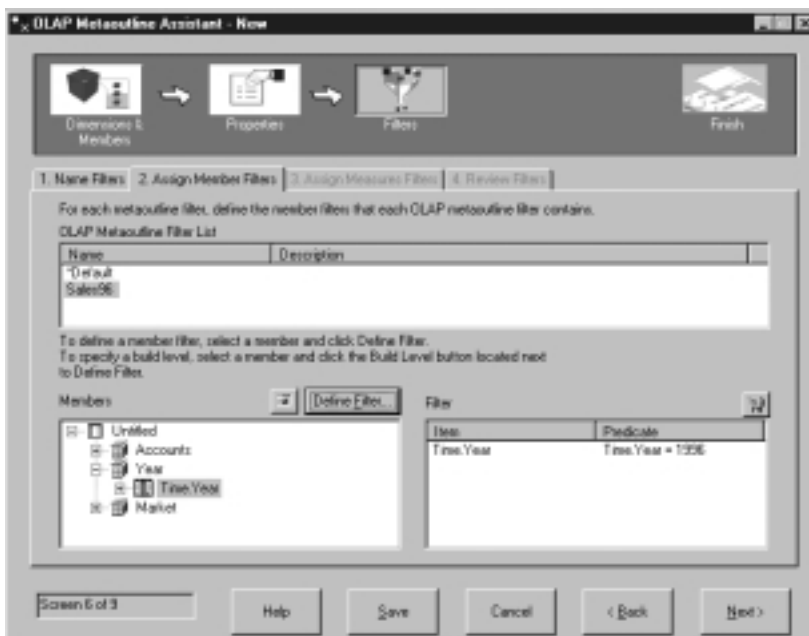 OLAP Metaoutline Assistant - New
Dimensions &
Members
Properties
Filters
Finish
1. Name Filters
2. Assign Member Filters
3. Assign Measures Filters
4. Review Filters
For each metaoutline filter, define the member filters that each OLAP metaoutline filter contains.
OLAP Metaoutline Filter List
Name Description
*Default
Sales96
To define a member filter, select a member and click Define Filter.
To specify a build level, select a member and click the Build Level button located next
to Define Filter.
Members Define Filter... Filter
Untitled
Accounts
Year
Time.Year
Market
Item Predicate
Time.Year Time.Year = 1996
Screen 6 of 9
Help
Save
Cancel
< Back
Next >